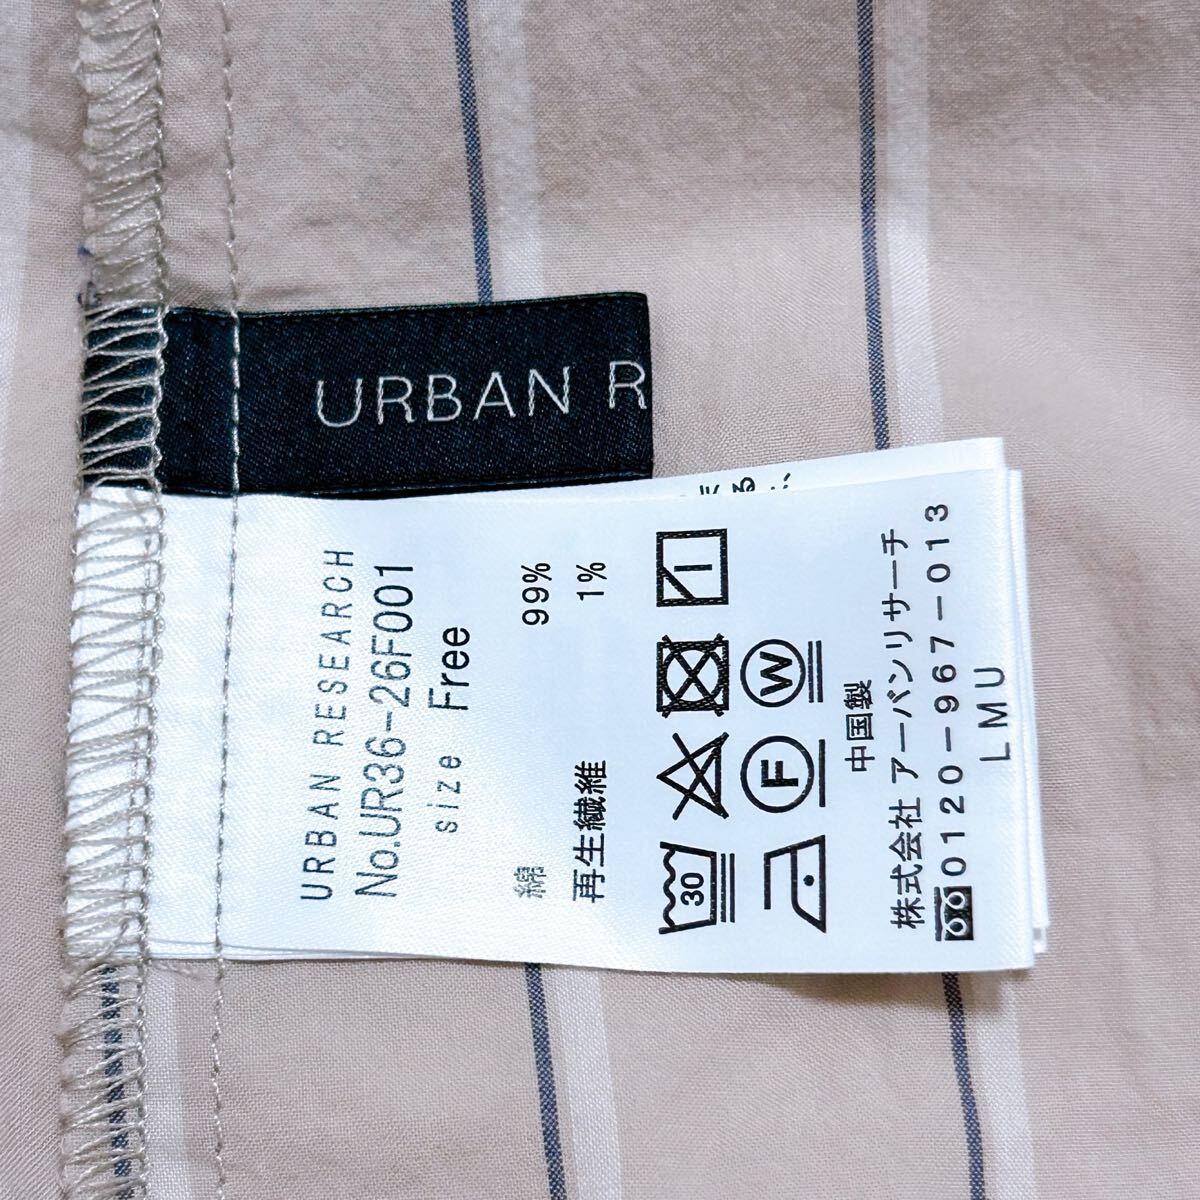 URBAN R
URBAN RESEARCH
No.UR36-26F001
size Free
綿 99%
再生繊維 1%
30
F
W
中国製
株式会社 アーバンリサーチ
0120-967-013
LMU